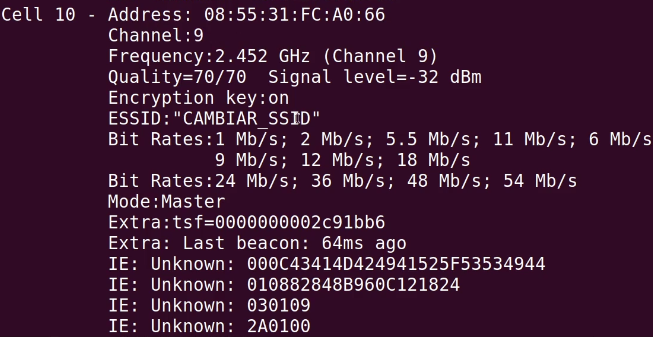 Cell 10 - Address: 08:55:31:FC:A0:66
Channel:9
Frequency:2.452 GHz (Channel 9)
Quality=70/70  Signal level=-32 dBm
Encryption key:on
ESSID:"CAMBIAR_SSID"
Bit Rates:1 Mb/s; 2 Mb/s; 5.5 Mb/s; 11 Mb/s; 6 Mb/s
9 Mb/s; 12 Mb/s; 18 Mb/s
Bit Rates:24 Mb/s; 36 Mb/s; 48 Mb/s; 54 Mb/s
Mode:Master
Extra:tsf=0000000002c91bb6
Extra: Last beacon: 64ms ago
IE: Unknown: 000C43414D424941525F53534944
IE: Unknown: 010882848B960C121824
IE: Unknown: 030109
IE: Unknown: 2A0100